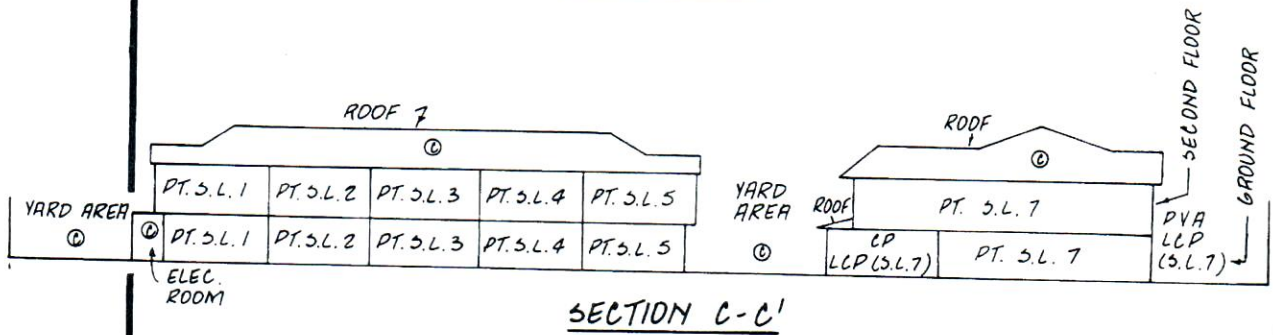 ROOF 7
ROOF
SECOND FLOOR
GROUND FLOOR
©
©
PT. S.L. 1 PT. S.L. 2 PT. S.L. 3 PT. S.L. 4 PT. S.L. 5
PT. S.L. 7
YARD AREA
©
©
PT. S.L. 1 PT. S.L. 2 PT. S.L. 3 PT. S.L. 4 PT. S.L. 5
YARD
AREA
©
ROOF
CP
LCP (S.L.7)
PT. S.L. 7
PVA
LCP
(S.L.7)
ELEC.
ROOM
SECTION C-C'